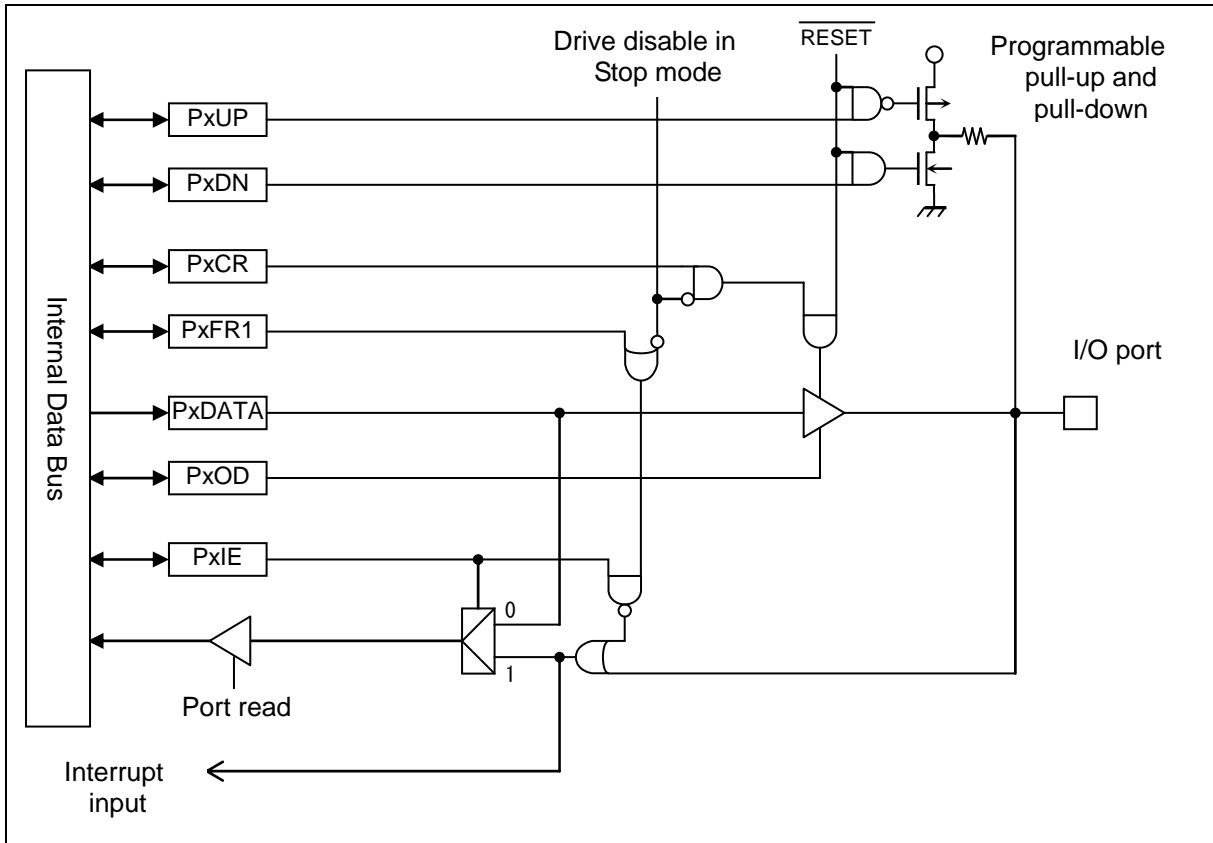 Drive disable in
Stop mode
RESET
Programmable
pull-up and
pull-down
Internal Data Bus
PxUP
PxDN
PxCR
PxFR1
PxDATA
PxOD
PxIE
I/O port
0
1
Port read
Interrupt
input